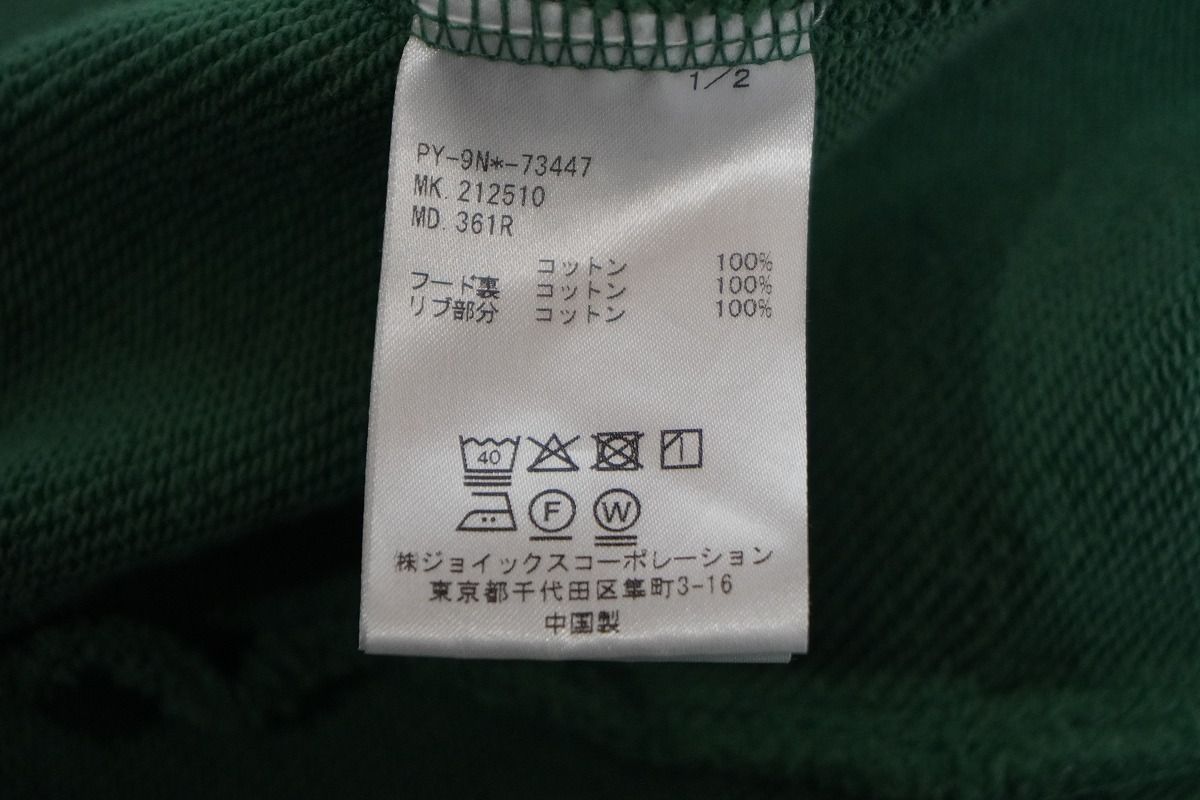 1/2
PY-9N*-73447
MK. 212510
MD. 361R
コットン 100%
フード裏 コットン 100%
リブ部分 コットン 100%
40
F W
㈱ジョイックスコーポレーション
東京都千代田区隼町3-16
中国製